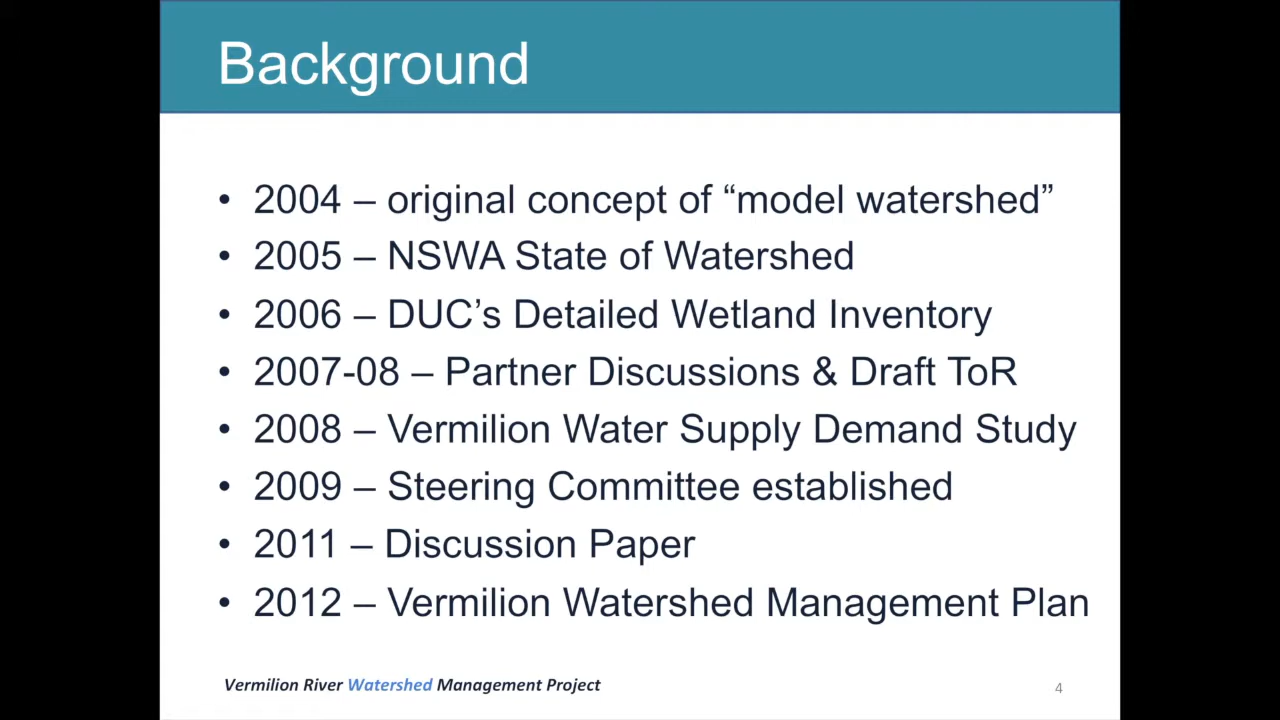 Background
• 2004 – original concept of “model watershed”
• 2005 – NSWA State of Watershed
• 2006 – DUC’s Detailed Wetland Inventory
• 2007-08 – Partner Discussions & Draft ToR
• 2008 – Vermilion Water Supply Demand Study
• 2009 – Steering Committee established
• 2011 – Discussion Paper
• 2012 – Vermilion Watershed Management Plan
Vermilion River Watershed Management Project
4